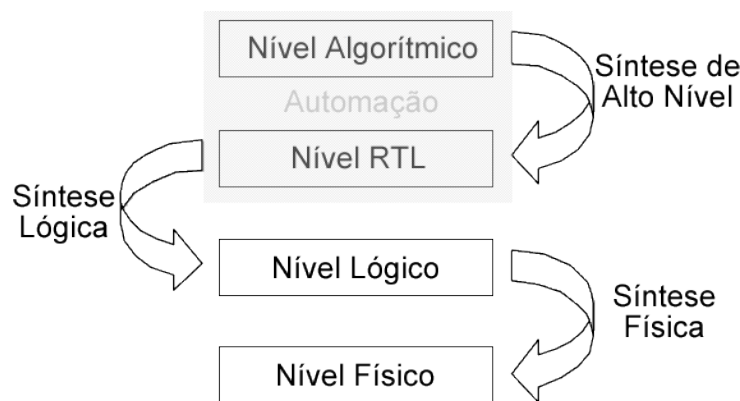 Nível Algorítmico
Síntese de
Alto Nível
Automação
Nível RTL
Síntese
Lógica
Nível Lógico
Síntese
Física
Nível Físico